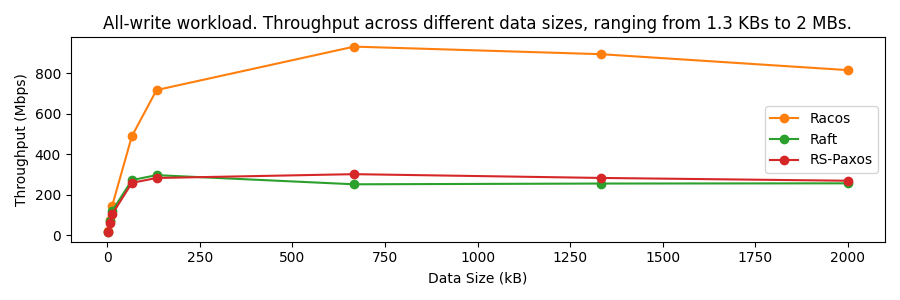 All-write workload. Throughput across different data sizes, ranging from 1.3 KBs to 2 MBs.
Throughput (Mbps)
800
600
400
200
0
Racos
Raft
RS-Paxos
0 250 500 750 1000 1250 1500 1750 2000
Data Size (kB)